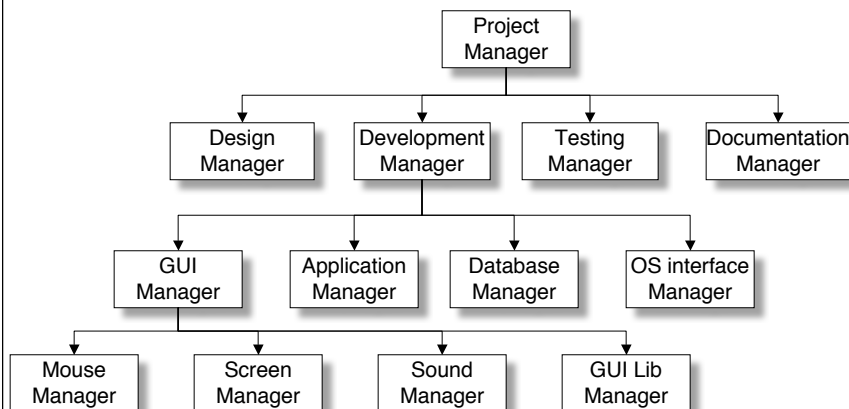 Project
Manager
Design
Manager
Development
Manager
Testing
Manager
Documentation
Manager
GUI
Manager
Application
Manager
Database
Manager
OS interface
Manager
Mouse
Manager
Screen
Manager
Sound
Manager
GUI Lib
Manager